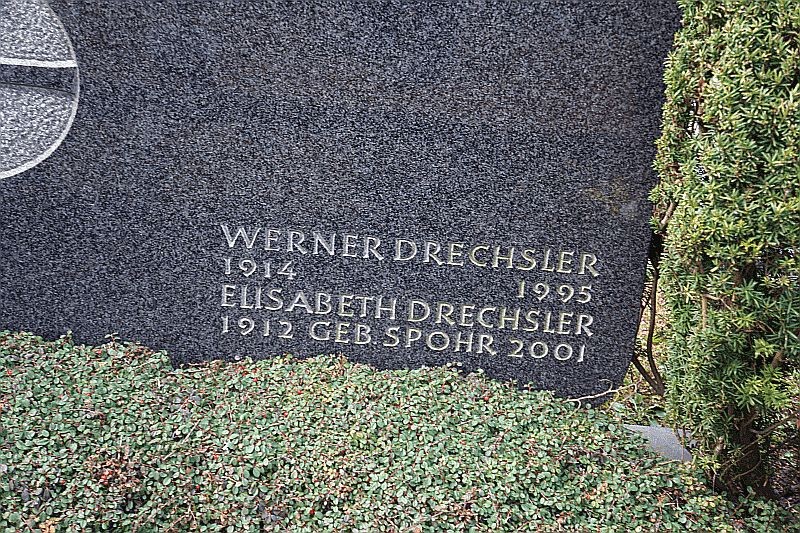 WERNER DRECHSLER
1914 1995
ELISABETH DRECHSLER
1912 GEB. SPOHR 2001